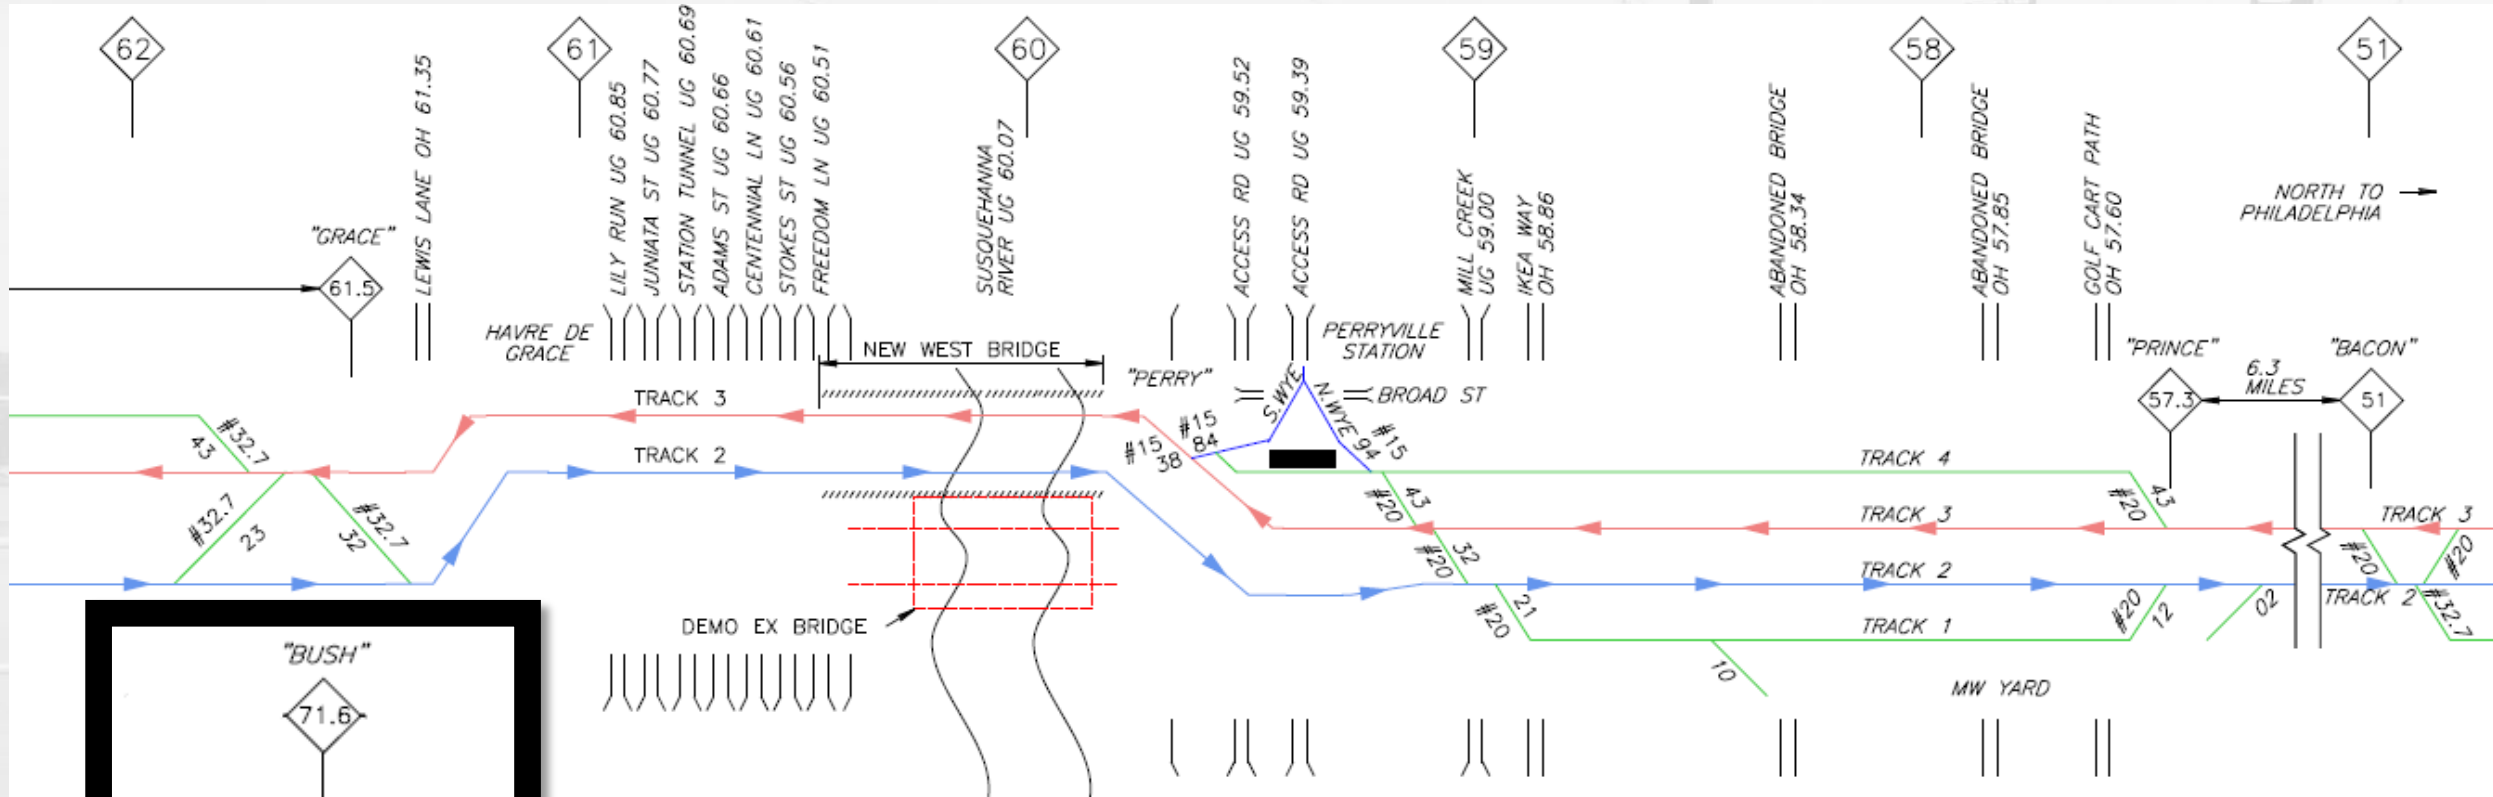 62
61
60
59
58
51
LEWIS LANE OH 61.35
LILY RUN UG 60.85
JUNIATA ST UG 60.77
STATION TUNNEL UG 60.69
ADAMS ST UG 60.66
CENTENNIAL LN UG 60.61
STOKES ST UG 60.56
FREEDOM LN UG 60.51
SUSQUEHANNA
RIVER UG 60.07
ACCESS RD UG 59.52
ACCESS RD UG 59.39
MILL CREEK
UG 59.00
IKEA WAY
OH 58.86
ABANDONED BRIDGE
OH 58.34
ABANDONED BRIDGE
OH 57.85
GOLF CART PATH
OH 57.60
NORTH TO
PHILADELPHIA
"GRACE"
61.5
HAVRE DE
GRACE
NEW WEST BRIDGE
"PERRY"
PERRYVILLE
STATION
BROAD ST
"PRINCE"
57.3
6.3
MILES
"BACON"
51
TRACK 3
TRACK 2
#32.7
43
#32.7
23
#32.7
32
#15
84
#15
38
S.WYE
N.WYE
94
#15
TRACK 4
43
#20
43
#20
TRACK 3
TRACK 3
32
#20
#20
#20
TRACK 2
TRACK 2
21
#20
#20
12
02
#32.7
TRACK 1
10
MW YARD
DEMO EX BRIDGE
"BUSH"
71.6